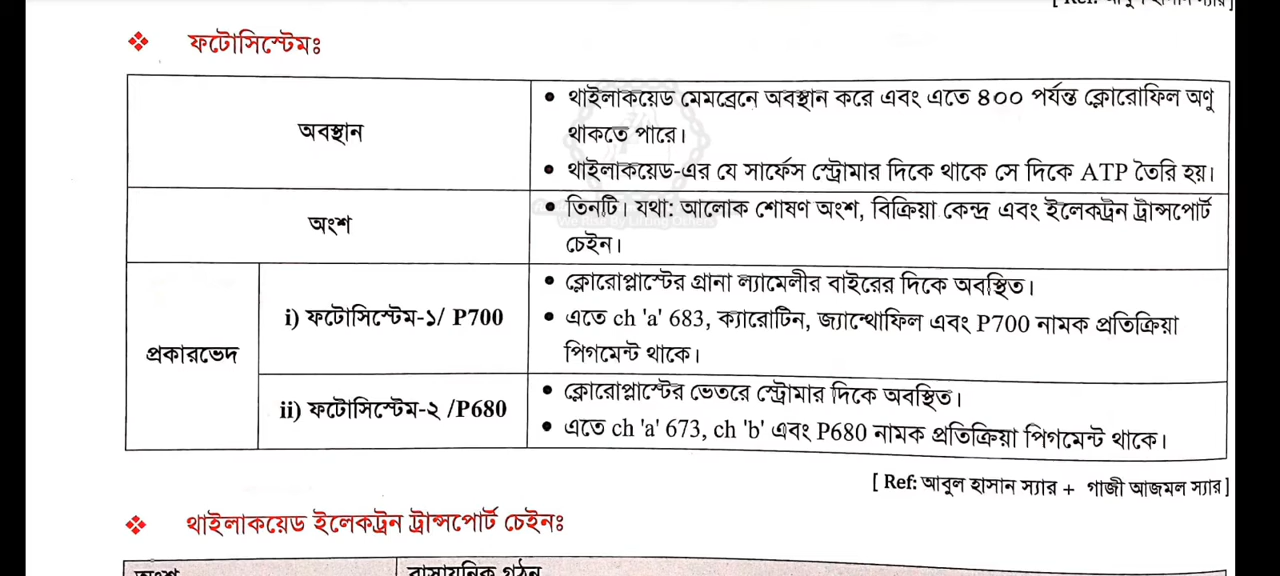 [ Ref: আবুল হাসান স্যার]
❖ ফটোসিস্টেমঃ
অবস্থান
• থাইলাকয়েড মেমব্রেনে অবস্থান করে এবং এতে ৪০০ পর্যন্ত ক্লোরোফিল অণু
থাকতে পারে।
• থাইলাকয়েড-এর যে সার্ফেস স্ট্রোমার দিকে থাকে সে দিকে ATP তৈরি হয়।
অংশ
• তিনটি। যথা: আলোক শোষণ অংশ, বিক্রিয়া কেন্দ্র এবং ইলেকট্রন ট্রান্সপোর্ট
চেইন।
প্রকারভেদ
i) ফটোসিস্টেম-১/ P700
• ক্লোরোপ্লাস্টের গ্রানা ল্যামেলীর বাইরের দিকে অবস্থিত।
• এতে ch 'a' 683, ক্যারোটিন, জ্যান্থোফিল এবং P700 নামক প্রতিক্রিয়া
পিগমেন্ট থাকে।
ii) ফটোসিস্টেম-২ /P680
• ক্লোরোপ্লাস্টের ভেতরে স্ট্রোমার দিকে অবস্থিত।
• এতে ch 'a' 673, ch 'b' এবং P680 নামক প্রতিক্রিয়া পিগমেন্ট থাকে।
[ Ref: আবুল হাসান স্যার + গাজী আজমল স্যার]
❖ থাইলাকয়েড ইলেকট্রন ট্রান্সপোর্ট চেইনঃ
অংশ
রাসায়নিক গঠন